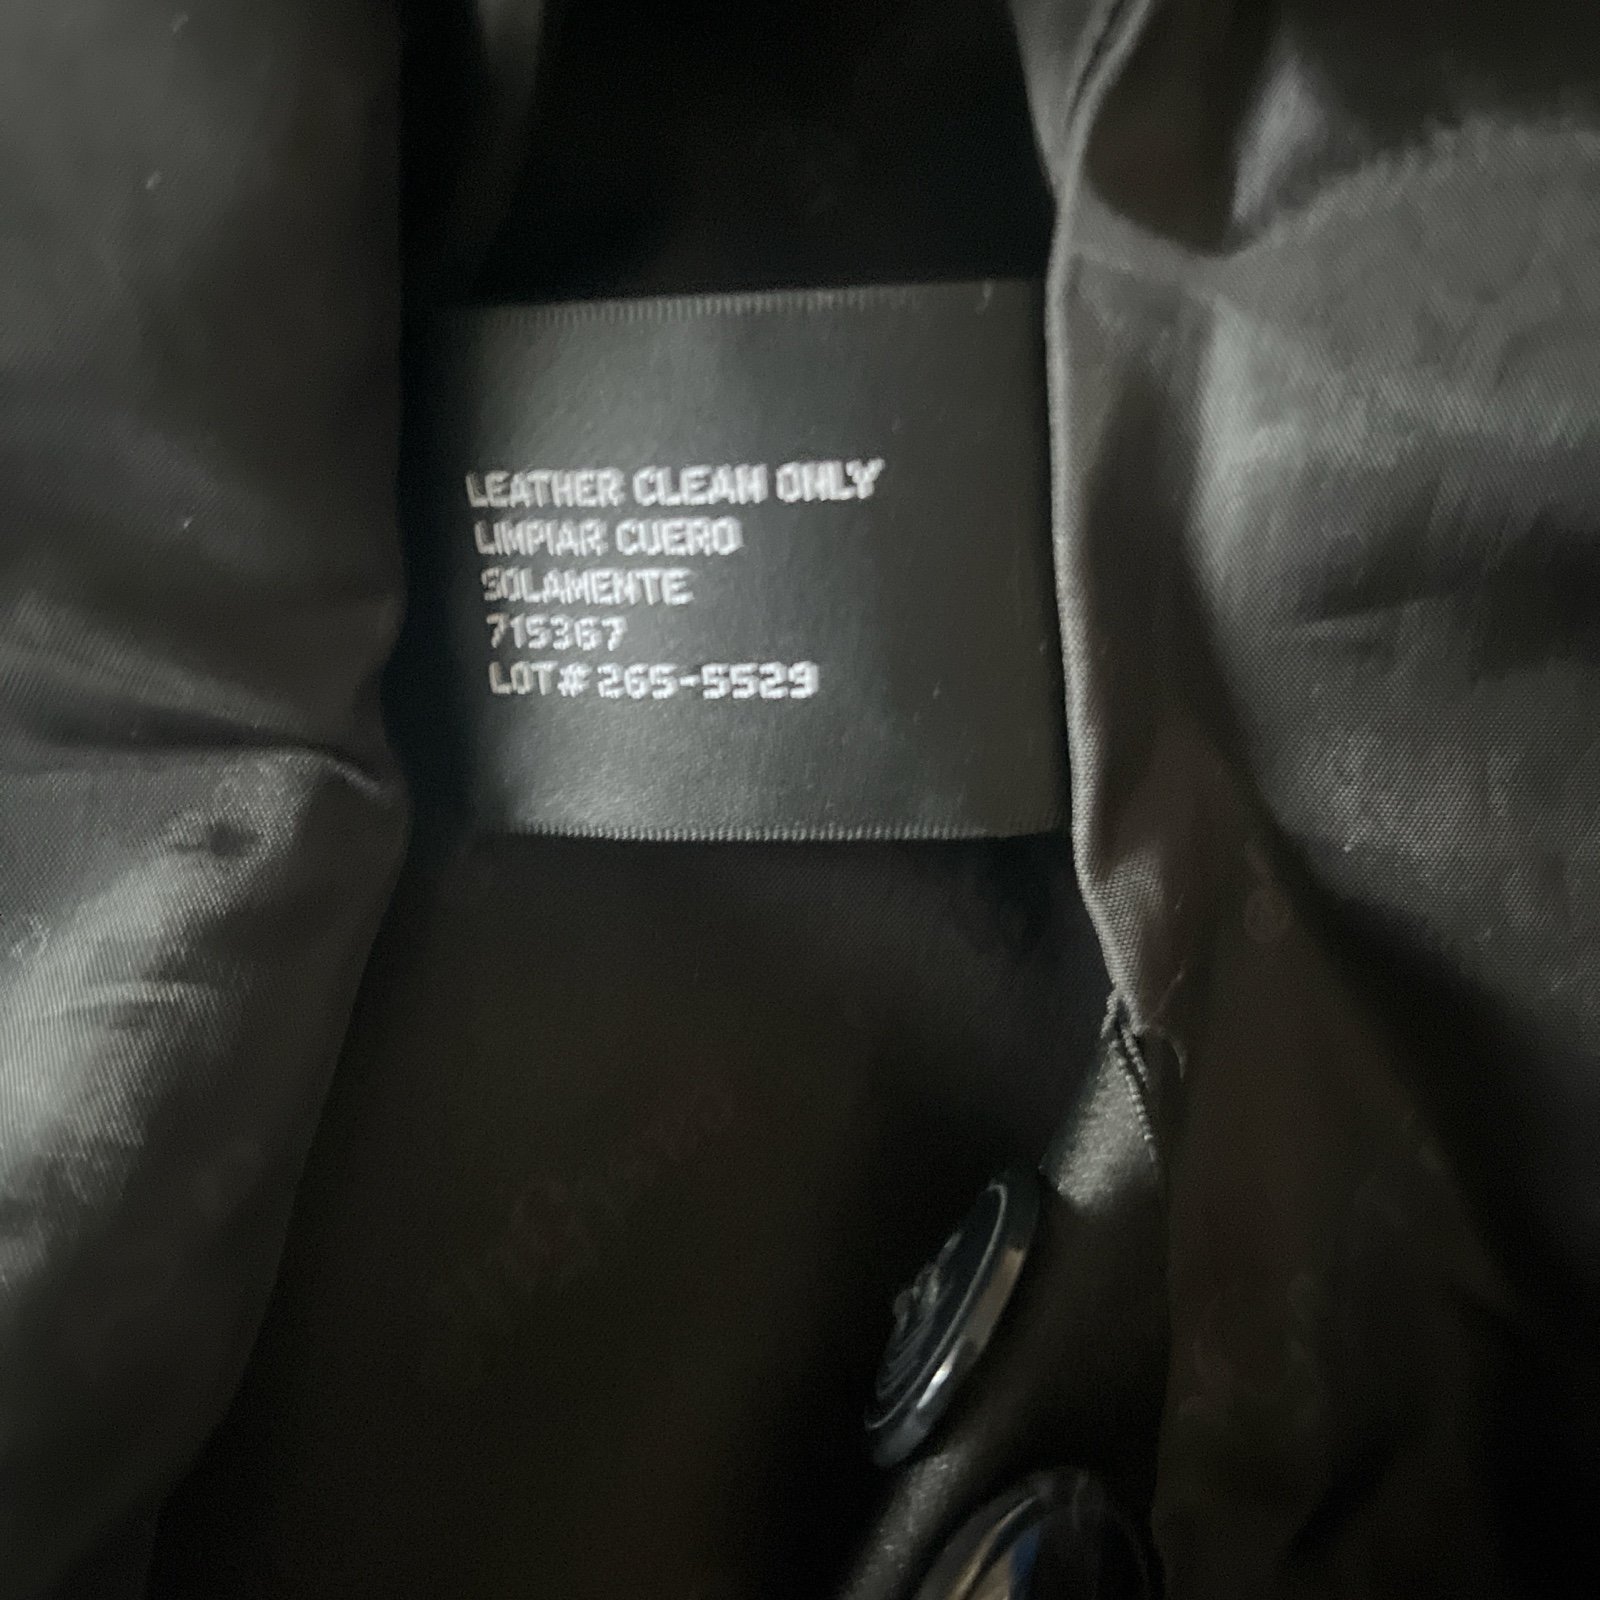 LEATHER CLEAN ONLY
LIMPIAR CUERO
SOLAMENTE
715367
LOT# 265-5529